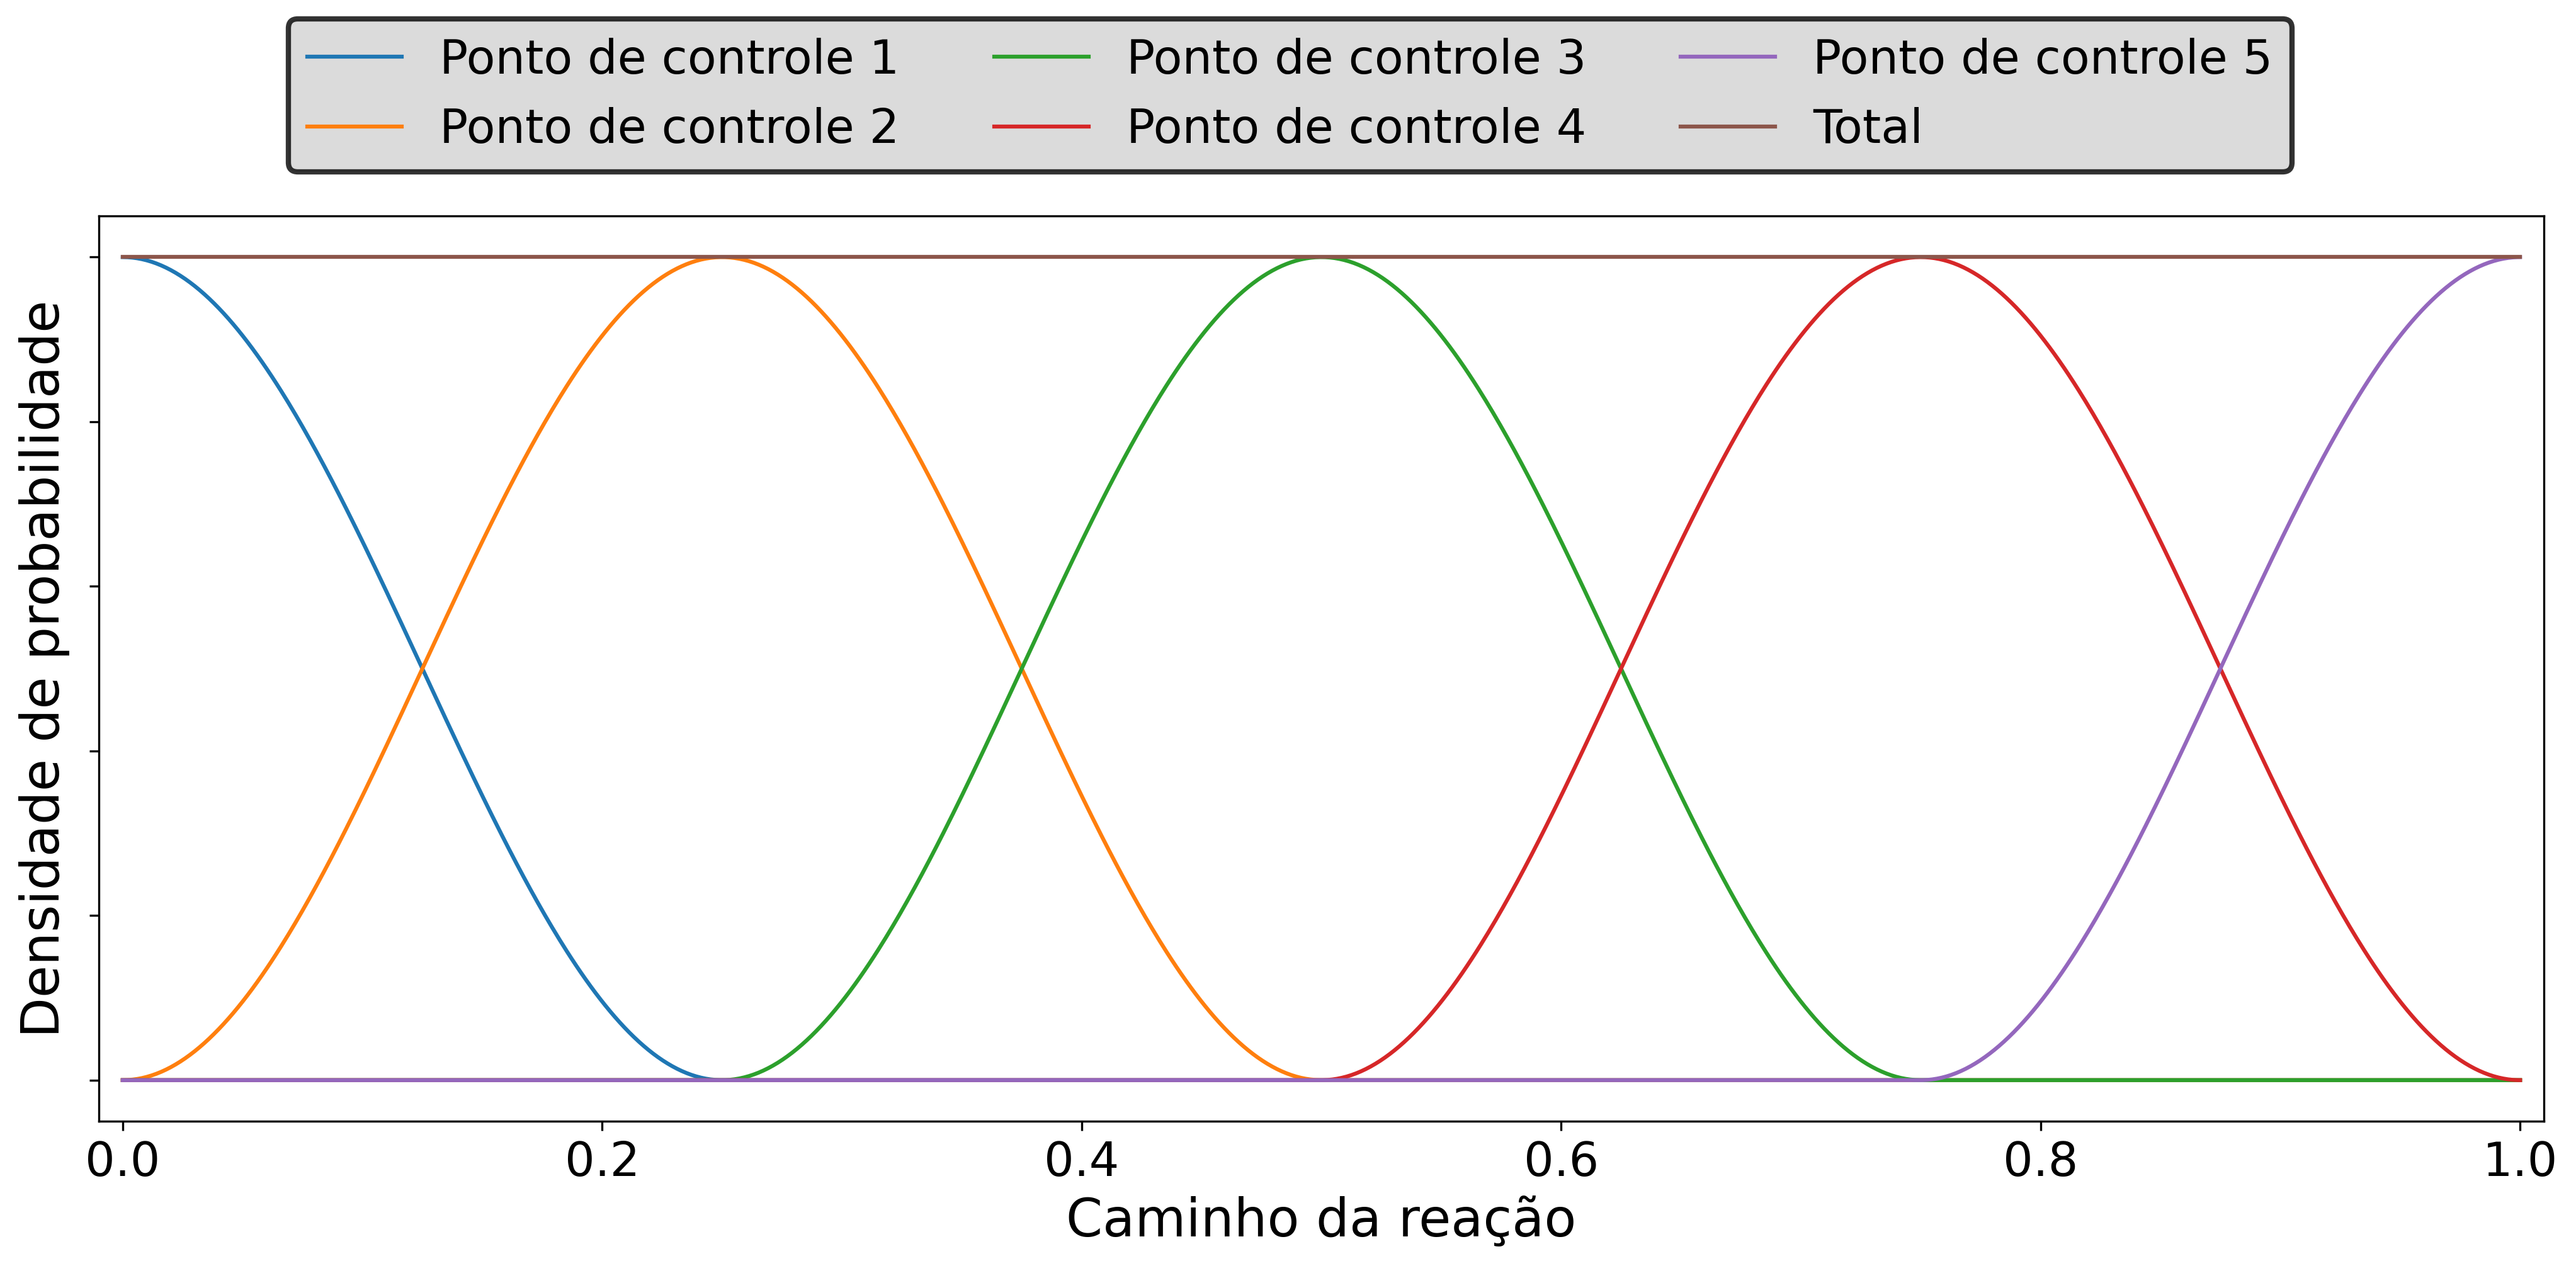 Ponto de controle 1
Ponto de controle 2
Ponto de controle 3
Ponto de controle 4
Ponto de controle 5
Total
Densidade de probabilidade
0.0 0.2 0.4 0.6 0.8 1.0
Caminho da reação